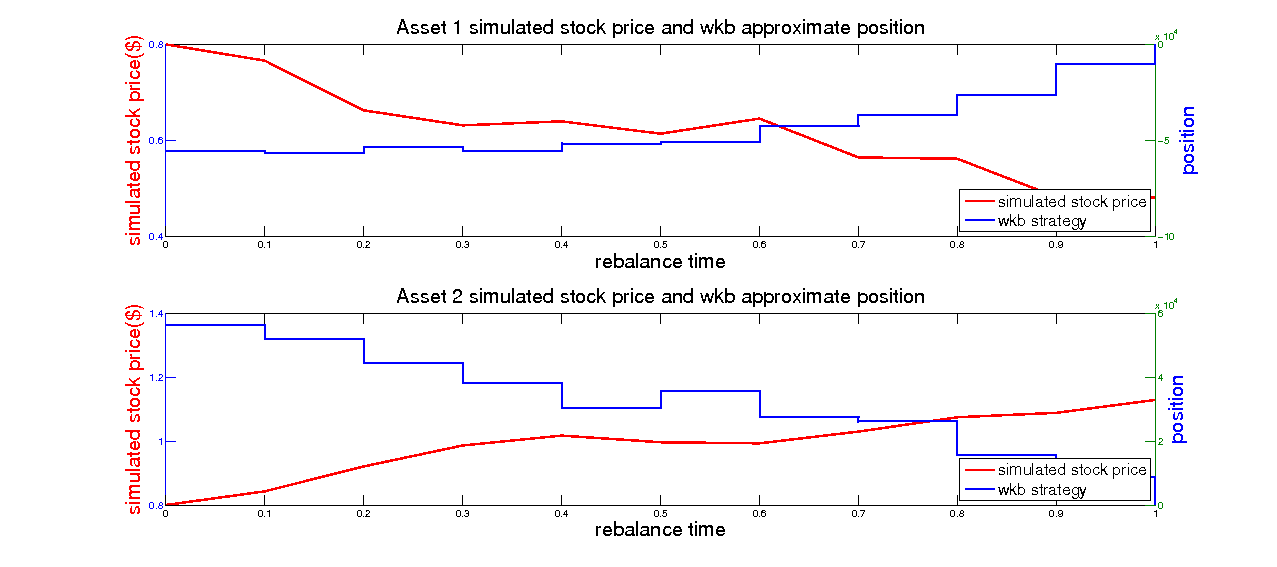 Asset 1 simulated stock price and wkb approximate position
x 10^4
0.8
0.6
0.4
simulated stock price($)
0
−5
−10
position
simulated stock price
wkb strategy
0 0.1 0.2 0.3 0.4 0.5 0.6 0.7 0.8 0.9 1
rebalance time
Asset 2 simulated stock price and wkb approximate position
x 10^4
1.4
1.2
1
0.8
simulated stock price($)
6
4
2
0
position
simulated stock price
wkb strategy
0 0.1 0.2 0.3 0.4 0.5 0.6 0.7 0.8 0.9 1
rebalance time